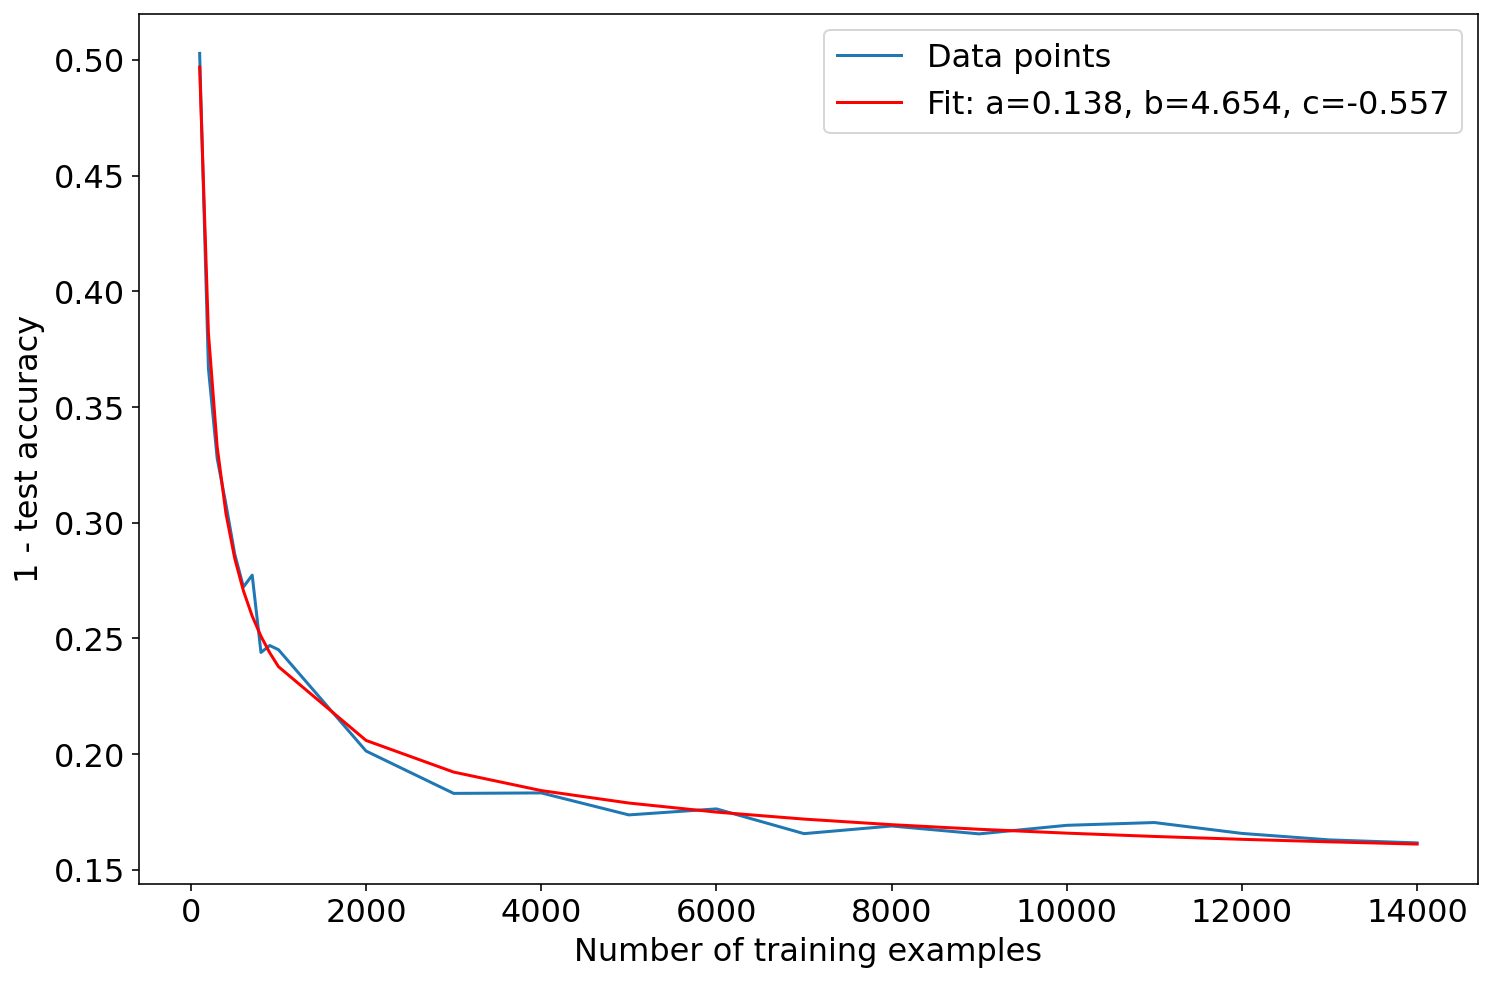 Data points
Fit: a=0.138, b=4.654, c=-0.557
0.50
0.45
0.40
0.35
0.30
0.25
0.20
0.15
1 - test accuracy
0 2000 4000 6000 8000 10000 12000 14000
Number of training examples